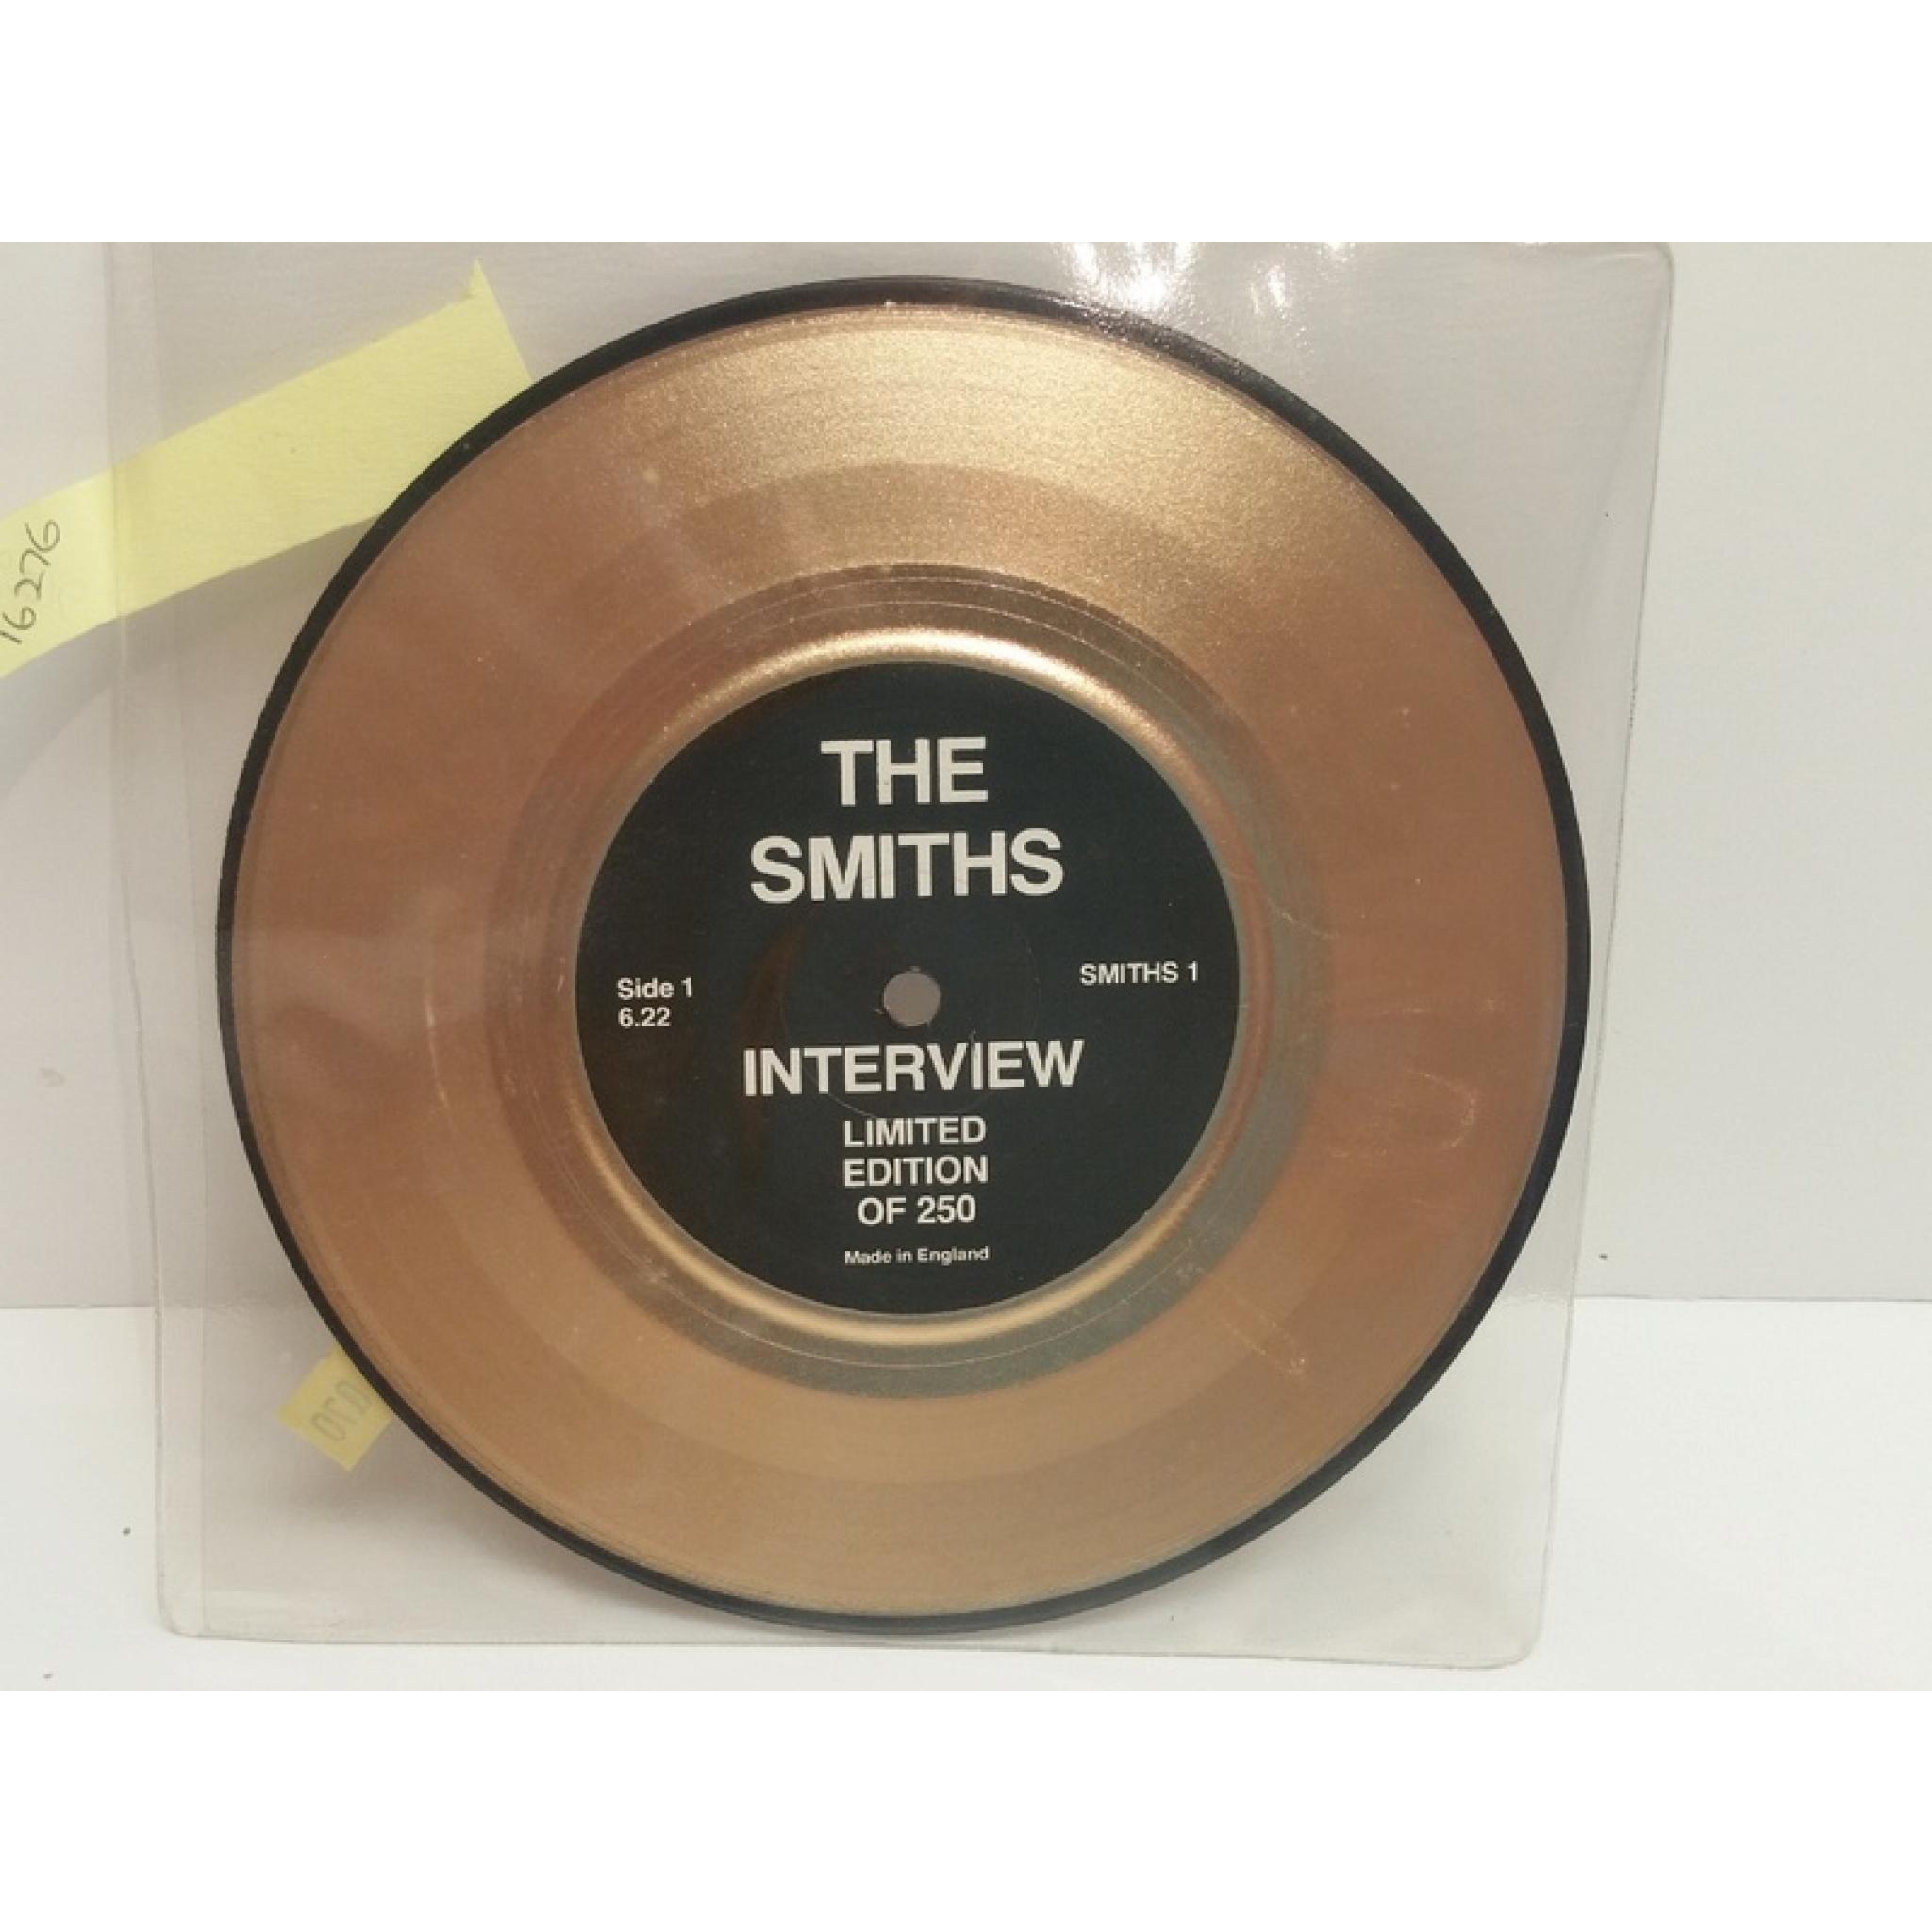 16276
THE
SMITHS
Side 1
6.22
SMITHS 1
INTERVIEW
LIMITED
EDITION
OF 250
Made in England